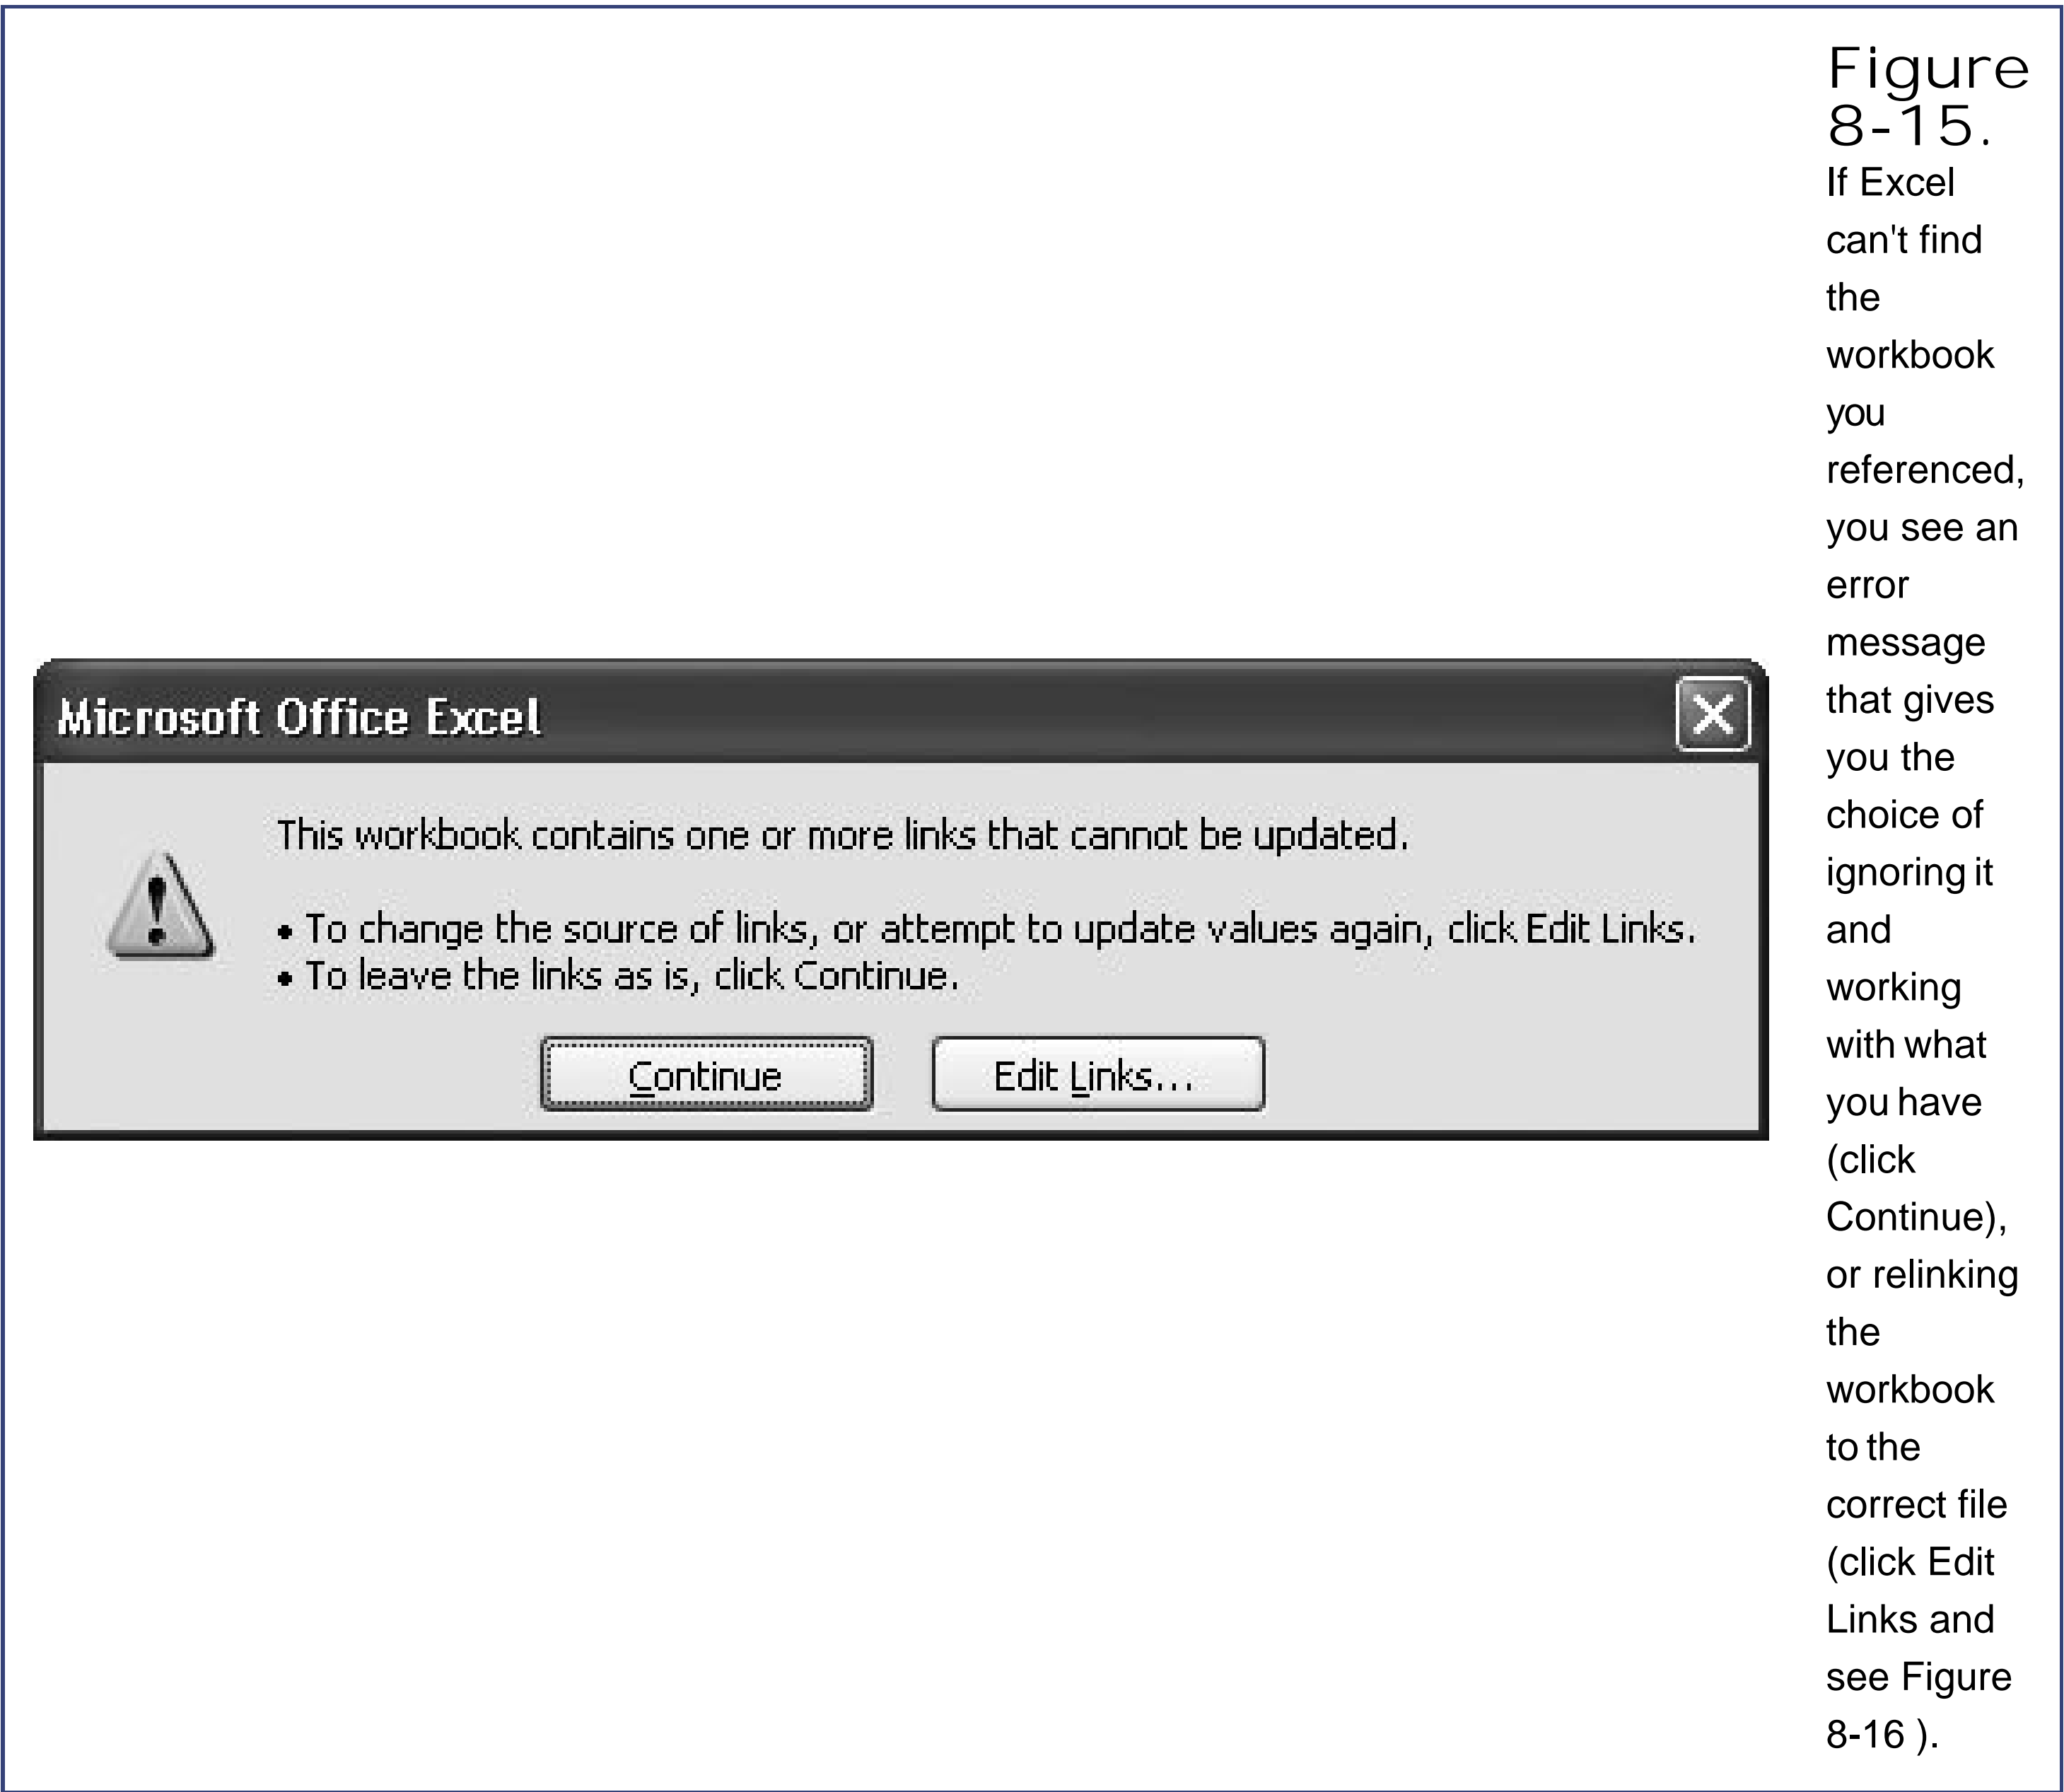 Microsoft Office Excel
This workbook contains one or more links that cannot be updated.
• To change the source of links, or attempt to update values again, click Edit Links.
• To leave the links as is, click Continue.
Continue
Edit Links...
Figure
8-15.
If Excel
can't find
the
workbook
you
referenced,
you see an
error
message
that gives
you the
choice of
ignoring it
and
working
with what
you have
(click
Continue),
or relinking
the
workbook
to the
correct file
(click Edit
Links and
see Figure
8-16 ).